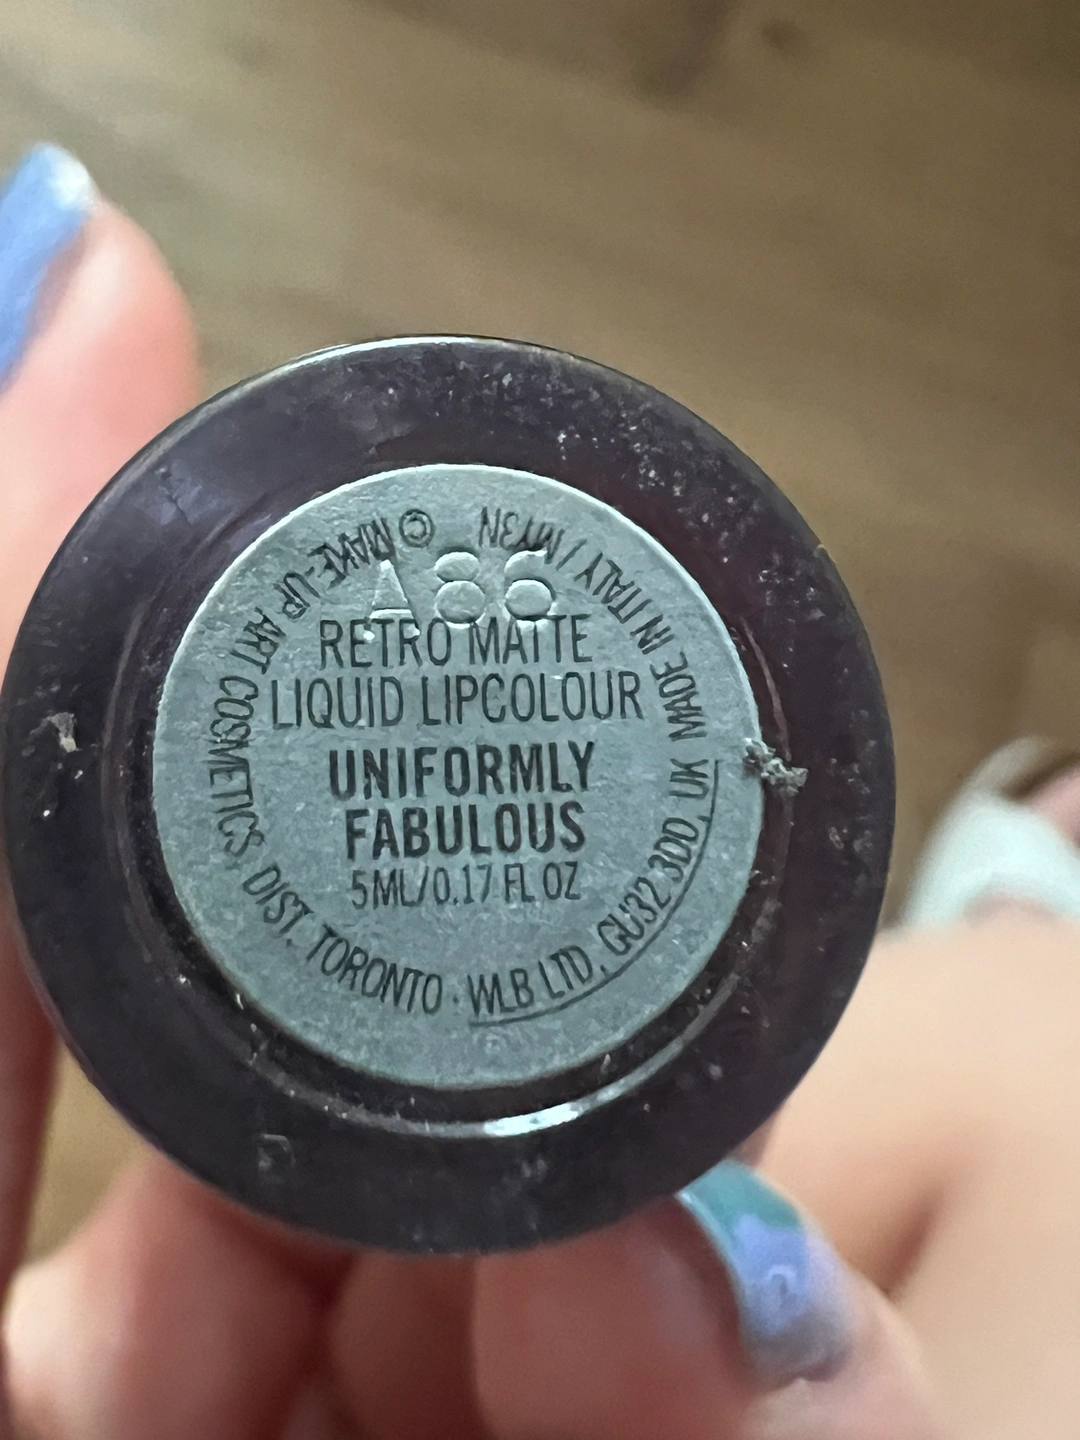 A86
RETRO MATTE
LIQUID LIPCOLOUR
UNIFORMLY
FABULOUS
5ML/0.17 FL OZ
© MAKE-UP ART COSMETICS, DIST. TORONTO · WLB LTD, GU32 3DD, UK MADE IN ITALY / MY3N